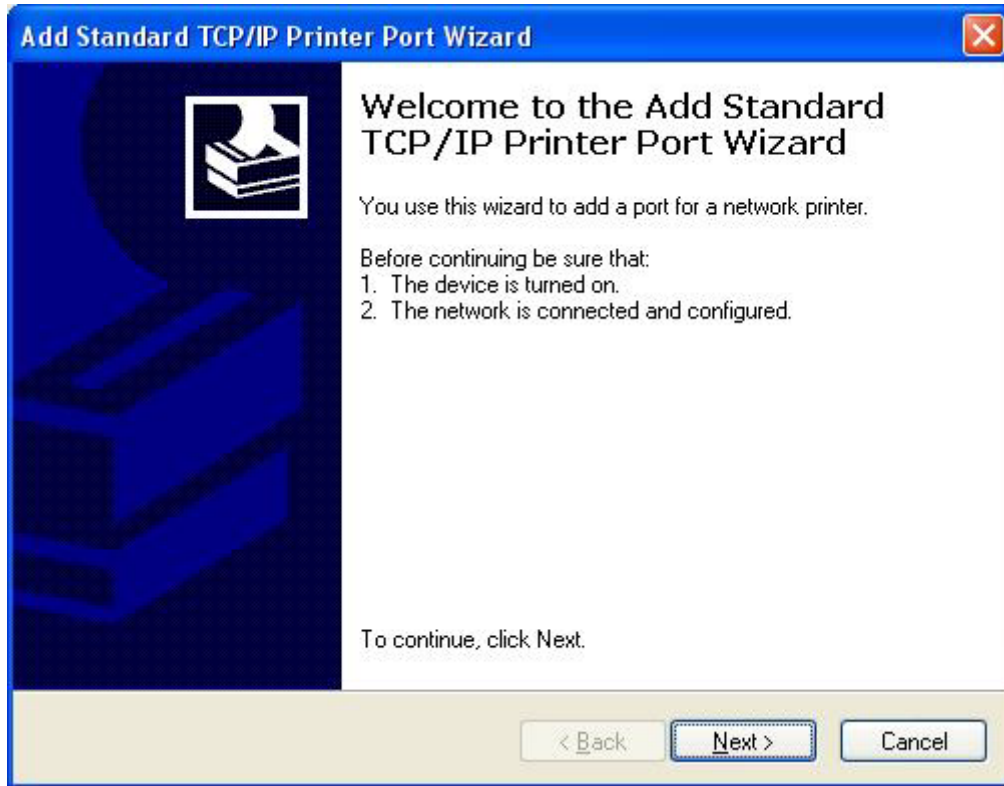 Add Standard TCP/IP Printer Port Wizard
Welcome to the Add Standard
TCP/IP Printer Port Wizard
You use this wizard to add a port for a network printer.
Before continuing be sure that:
1. The device is turned on.
2. The network is connected and configured.
To continue, click Next.
< Back
Next >
Cancel